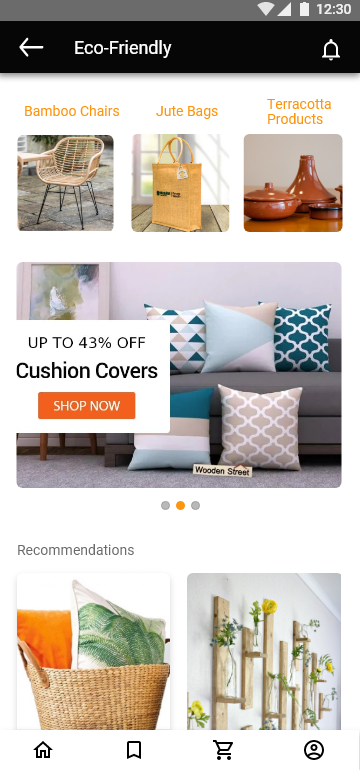 12:30
Eco-Friendly
Bamboo Chairs
Jute Bags
Terracotta
Products
UP TO 43% OFF
Cushion Covers
SHOP NOW
Wooden Street
Recommendations